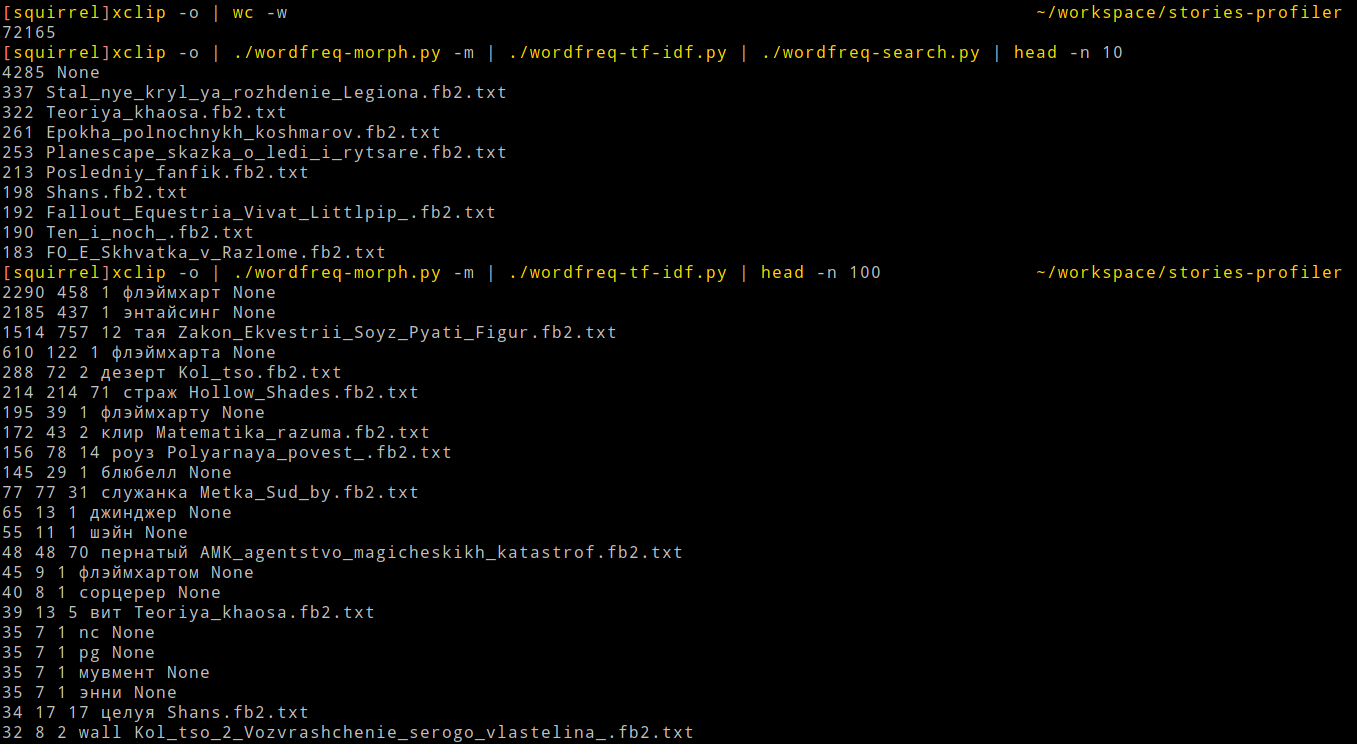 [squirrel]xclip -o | wc -w ~/workspace/stories-profiler
72165
[squirrel]xclip -o | ./wordfreq-morph.py -m | ./wordfreq-tf-idf.py | ./wordfreq-search.py | head -n 10
4285 None
337 Stal_nye_kryl_ya_rozhdenie_Legiona.fb2.txt
322 Teoriya_khaosa.fb2.txt
261 Epokha_polnochnykh_koshmarov.fb2.txt
253 Planescape_skazka_o_ledi_i_rytsare.fb2.txt
213 Posledniy_fanfik.fb2.txt
198 Shans.fb2.txt
192 Fallout_Equestria_Vivat_Littlpip_.fb2.txt
190 Ten_i_noch_.fb2.txt
183 FO_E_Skhvatka_v_Razlome.fb2.txt
[squirrel]xclip -o | ./wordfreq-morph.py -m | ./wordfreq-tf-idf.py | head -n 100 ~/workspace/stories-profiler
2290 458 1 флэймхарт None
2185 437 1 энтайсинг None
1514 757 12 тая Zakon_Ekvestrii_Soyz_Pyati_Figur.fb2.txt
610 122 1 флэймхарта None
288 72 2 дезерт Kol_tso.fb2.txt
214 214 71 страж Hollow_Shades.fb2.txt
195 39 1 флэймхарту None
172 43 2 клир Matematika_razuma.fb2.txt
156 78 14 роуз Polyarnaya_povest_.fb2.txt
145 29 1 блюбелл None
77 77 31 служанка Metka_Sud_by.fb2.txt
65 13 1 джинджер None
55 11 1 шэйн None
48 48 70 пернатый AMK_agentstvo_magicheskikh_katastrof.fb2.txt
45 9 1 флэймхартом None
40 8 1 сорцерер None
39 13 5 вит Teoriya_khaosa.fb2.txt
35 7 1 nc None
35 7 1 pg None
35 7 1 мувмент None
35 7 1 энни None
34 17 17 целуя Shans.fb2.txt
32 8 2 wall Kol_tso_2_Vozvrashchenie_serogo_vlastelina_.fb2.txt